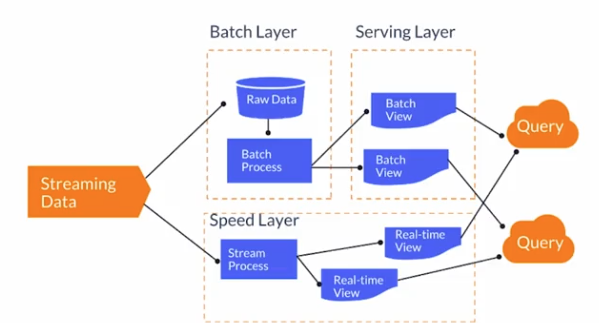 Batch Layer
Serving Layer
Raw Data
Batch
View
Query
Batch
Process
Batch
View
Streaming
Data
Speed Layer
Stream
Process
Real-time
View
Query
Real-time
View